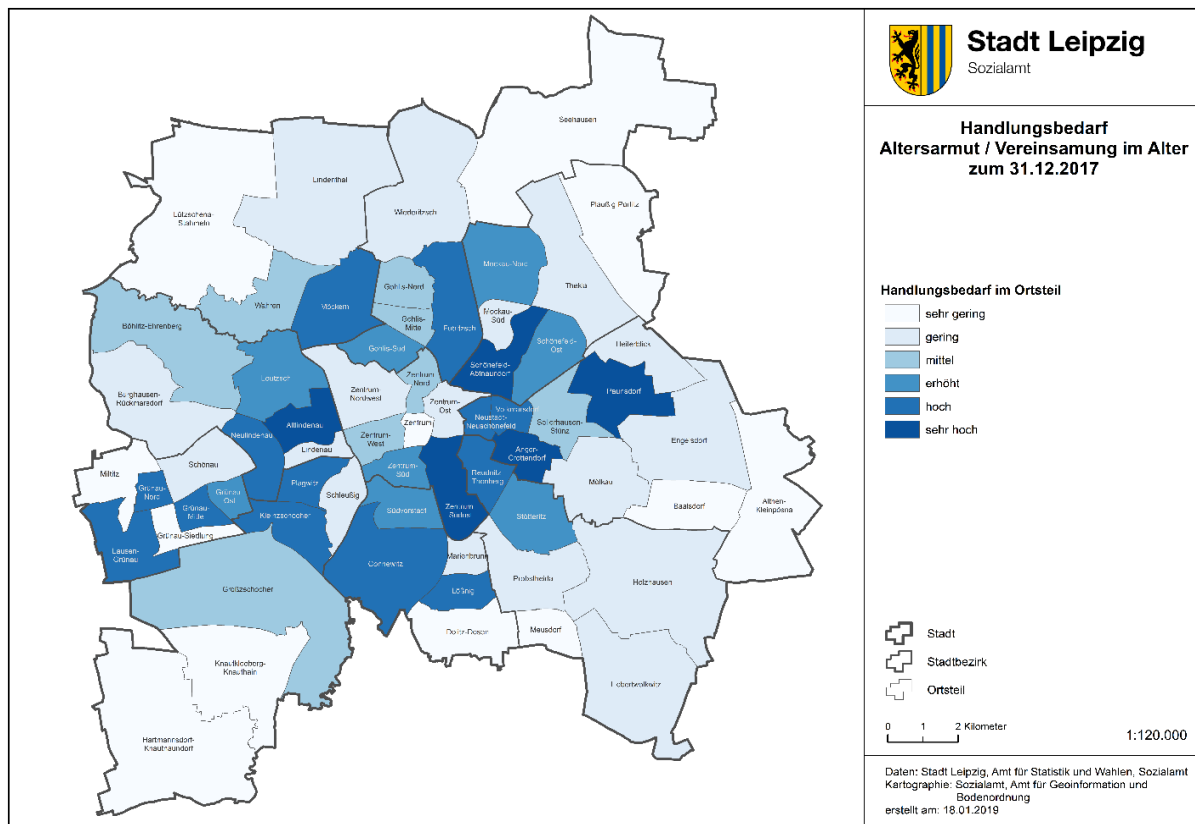 Stadt Leipzig
Sozialamt
Handlungsbedarf
Altersarmut / Vereinsamung im Alter
zum 31.12.2017
Handlungsbedarf im Ortsteil
sehr gering
gering
mittel
erhöht
hoch
sehr hoch
Stadt
Stadtbezirk
Ortsteil
0 1 2 Kilometer
1:120.000
Daten: Stadt Leipzig, Amt für Statistik und Wahlen, Sozialamt
Kartographie: Sozialamt, Amt für Geoinformation und
Bodenordnung
erstellt am: 18.01.2019
Seehausen
Lindenthal
Wiederitzsch
Lützschena-
Stahmeln
Plaußig-Portitz
Mockau-Nord
Thekla
Gohlis-Nord
Wahren
Möckern
Gohlis-
Mitte
Eutritzsch
Mockau-
Süd
Böhlitz-Ehrenberg
Gohlis-Süd
Schönefeld-
Ost
Heiterblick
Schönefeld-
Abtnaundorf
Leutzsch
Zentrum-
Nord
Paunsdorf
Zentrum-
Nordwest
Burghausen-
Rückmarsdorf
Zentrum-
Ost
Volkmarsdorf
Altlindenau
Zentrum
Neustadt-
Neuschönefeld
Sellerhausen-
Stünz
Engelsdorf
Neulindenau
Zentrum-
West
Lindenau
Anger-
Crottendorf
Schönau
Zentrum-
Süd
Miltitz
Reudnitz-
Thonberg
Mölkau
Grünau-
Nord
Plagwitz
Schleußig
Grünau-
Ost
Baalsdorf
Althen-
Kleinpösna
Grünau-
Mitte
Kleinzschocher
Südvorstadt
Zentrum-
Südost
Stötteritz
Grünau-Siedlung
Lausen-
Grünau
Connewitz
Marienbrunn
Probstheida
Holzhausen
Lößnig
Großzschocher
Dölitz-Dösen
Meusdorf
Knautkleeberg-
Knauthain
Liebertwolkwitz
Hartmannsdorf-
Knautnaundorf